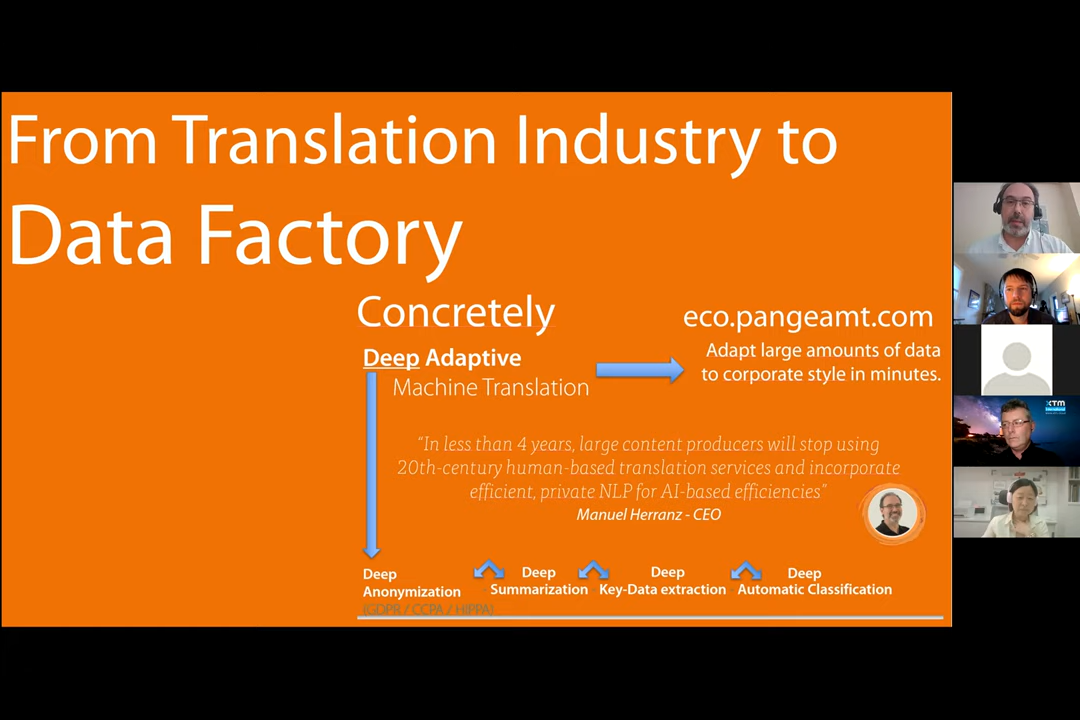 From Translation Industry to
Data Factory
Concretely
Deep Adaptive
Machine Translation
eco.pangeamt.com
Adapt large amounts of data
to corporate style in minutes.
“In less than 4 years, large content producers will stop using
20th-century human-based translation services and incorporate
efficient, private NLP for AI-based efficiencies”
Manuel Herranz - CEO
Deep
Anonymization
(GDPR / CCPA / HIPPA)
Deep
Summarization
Deep
Key-Data extraction
Deep
Automatic Classification
XTM